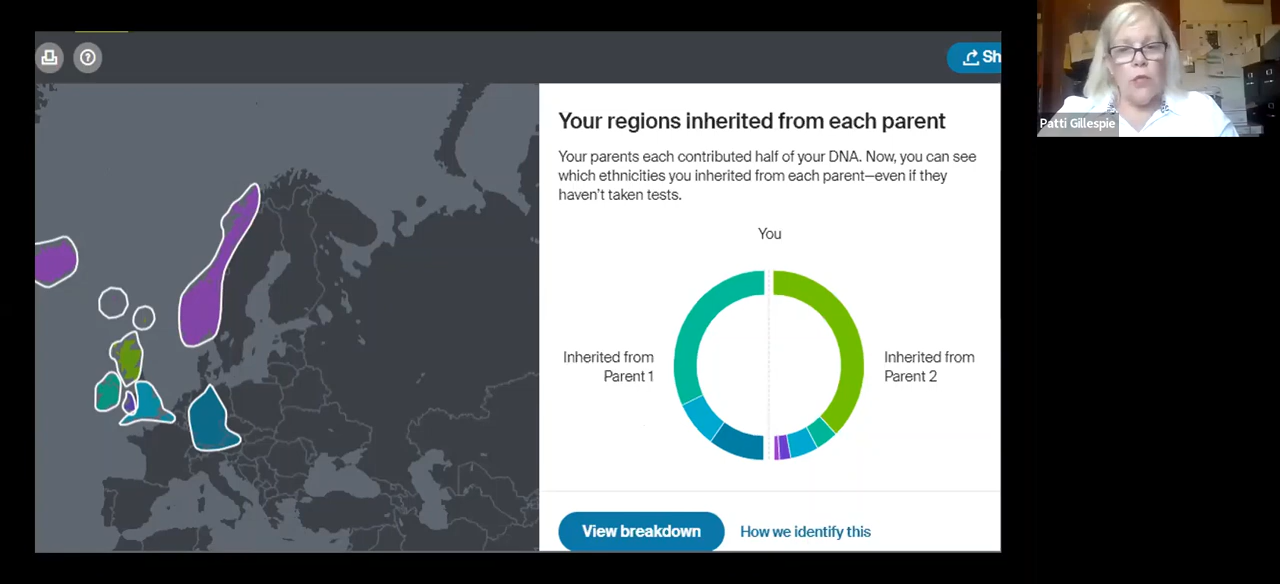 Sh
Your regions inherited from each parent
Your parents each contributed half of your DNA. Now, you can see
which ethnicities you inherited from each parent—even if they
haven't taken tests.
You
Inherited from
Parent 1
Inherited from
Parent 2
View breakdown
How we identify this
Patti Gillespie